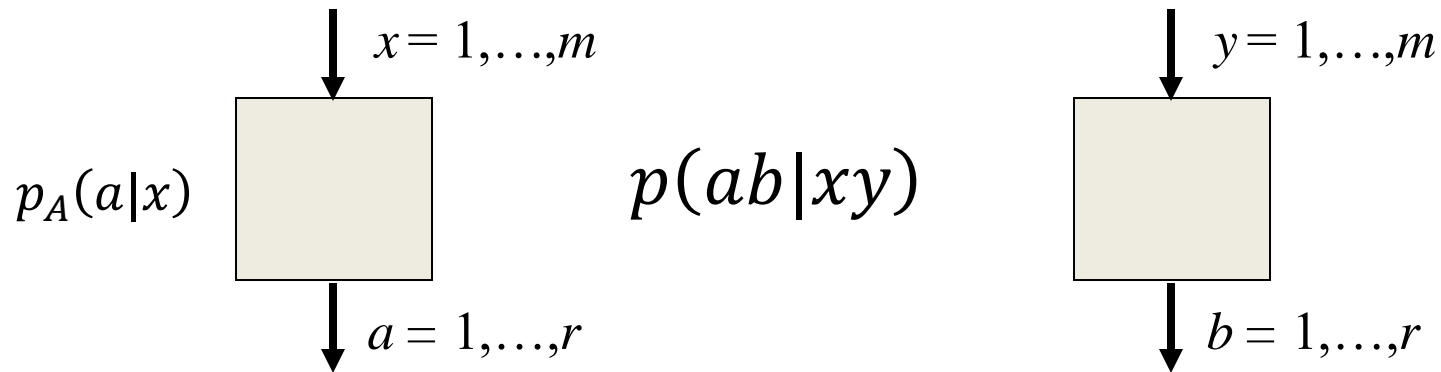 x = 1,…,m
y = 1,…,m
p_A(a|x)
p(ab|xy)
a = 1,…,r
b = 1,…,r